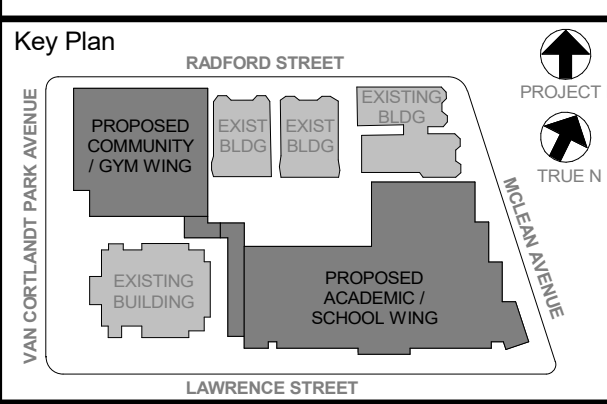 Key Plan
RADFORD STREET
PROJECT
TRUE N
VAN CORTLANDT PARK AVENUE
PROPOSED
COMMUNITY
/ GYM WING
EXIST
BLDG
EXIST
BLDG
EXISTING
BLDG
MCLEAN AVENUE
EXISTING
BUILDING
PROPOSED
ACADEMIC /
SCHOOL WING
LAWRENCE STREET